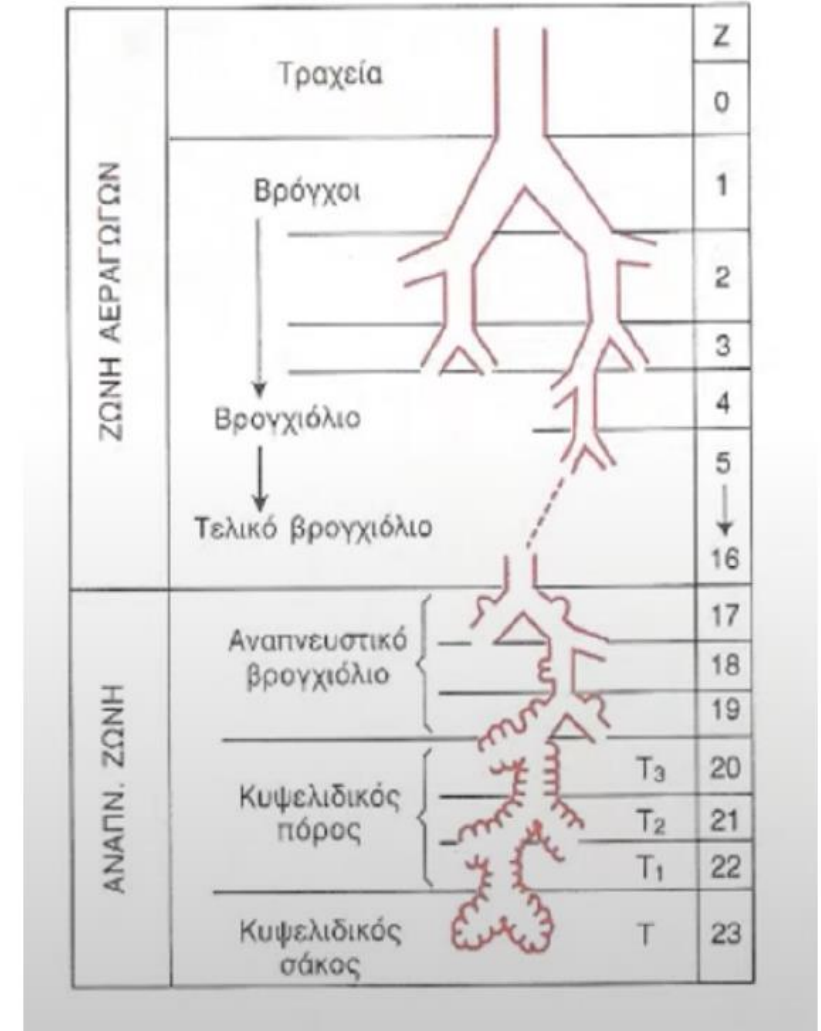 Z
Τραχεία
0
ΖΩΝΗ ΑΕΡΑΓΩΓΩΝ
Βρόγχοι
1
2
3
Βρογχιόλιο
4
5
Τελικό βρογχιόλιο
16
ΑΝΑΠΝ. ΖΩΝΗ
Αναπνευστικό
βρογχιόλιο
17
18
19
Κυψελιδικός
πόρος
T3 20
T2 21
T1 22
Κυψελιδικός
σάκος
T 23